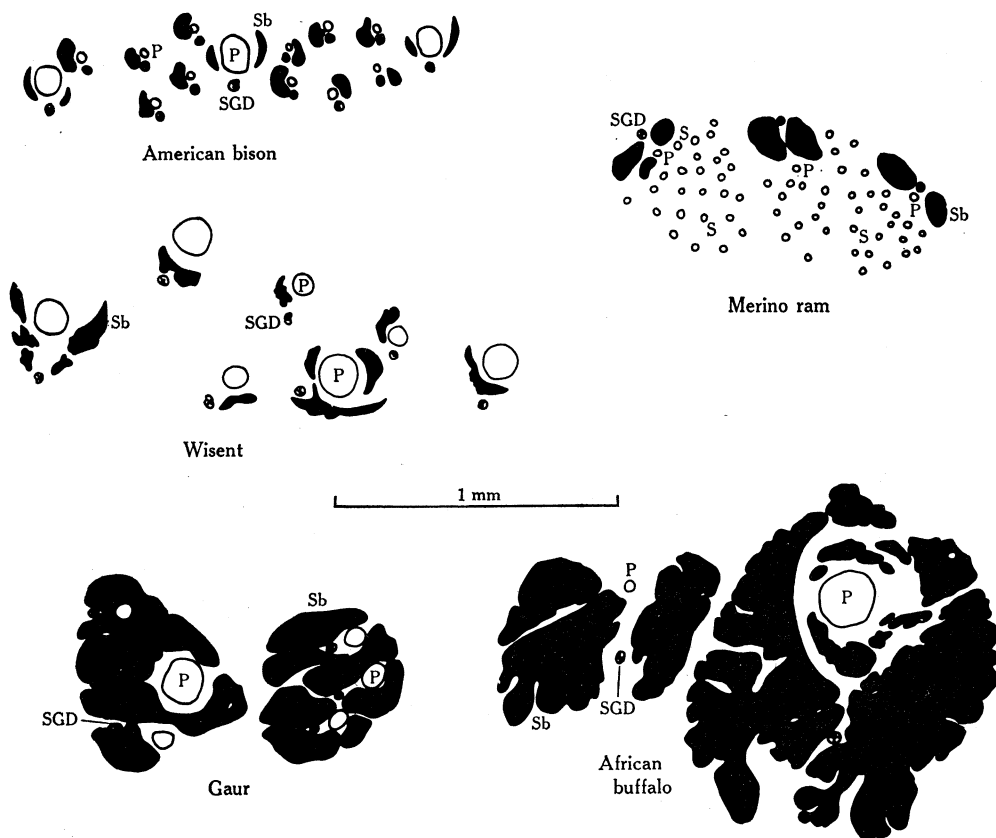 Sb
P
P
SGD
American bison
SGD
S
P
P
P
S
S
Sb
Merino ram
P
Sb
SGD
P
Wisent
1 mm
Sb
P
P
SGD
Gaur
P
P
Sb
SGD
African
buffalo